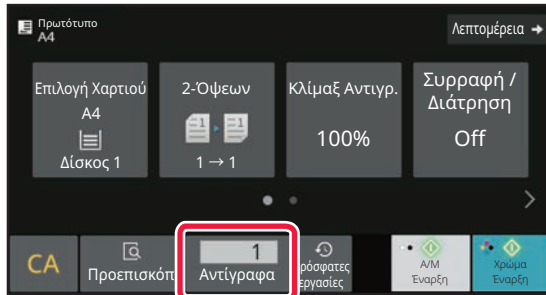 Πρωτότυπο
A4
Λεπτομέρεια
Επιλογή Χαρτιού
A4
Δίσκος 1
2-Όψεων
1 → 1
Κλίμαξ Αντιγρ.
100%
Συρραφή /
Διάτρηση
Off
CA
Προεπισκόπ
1
Αντίγραφα
ρόσφατες
εργασίες
Α/Μ
Έναρξη
Χρώμα
Έναρξη